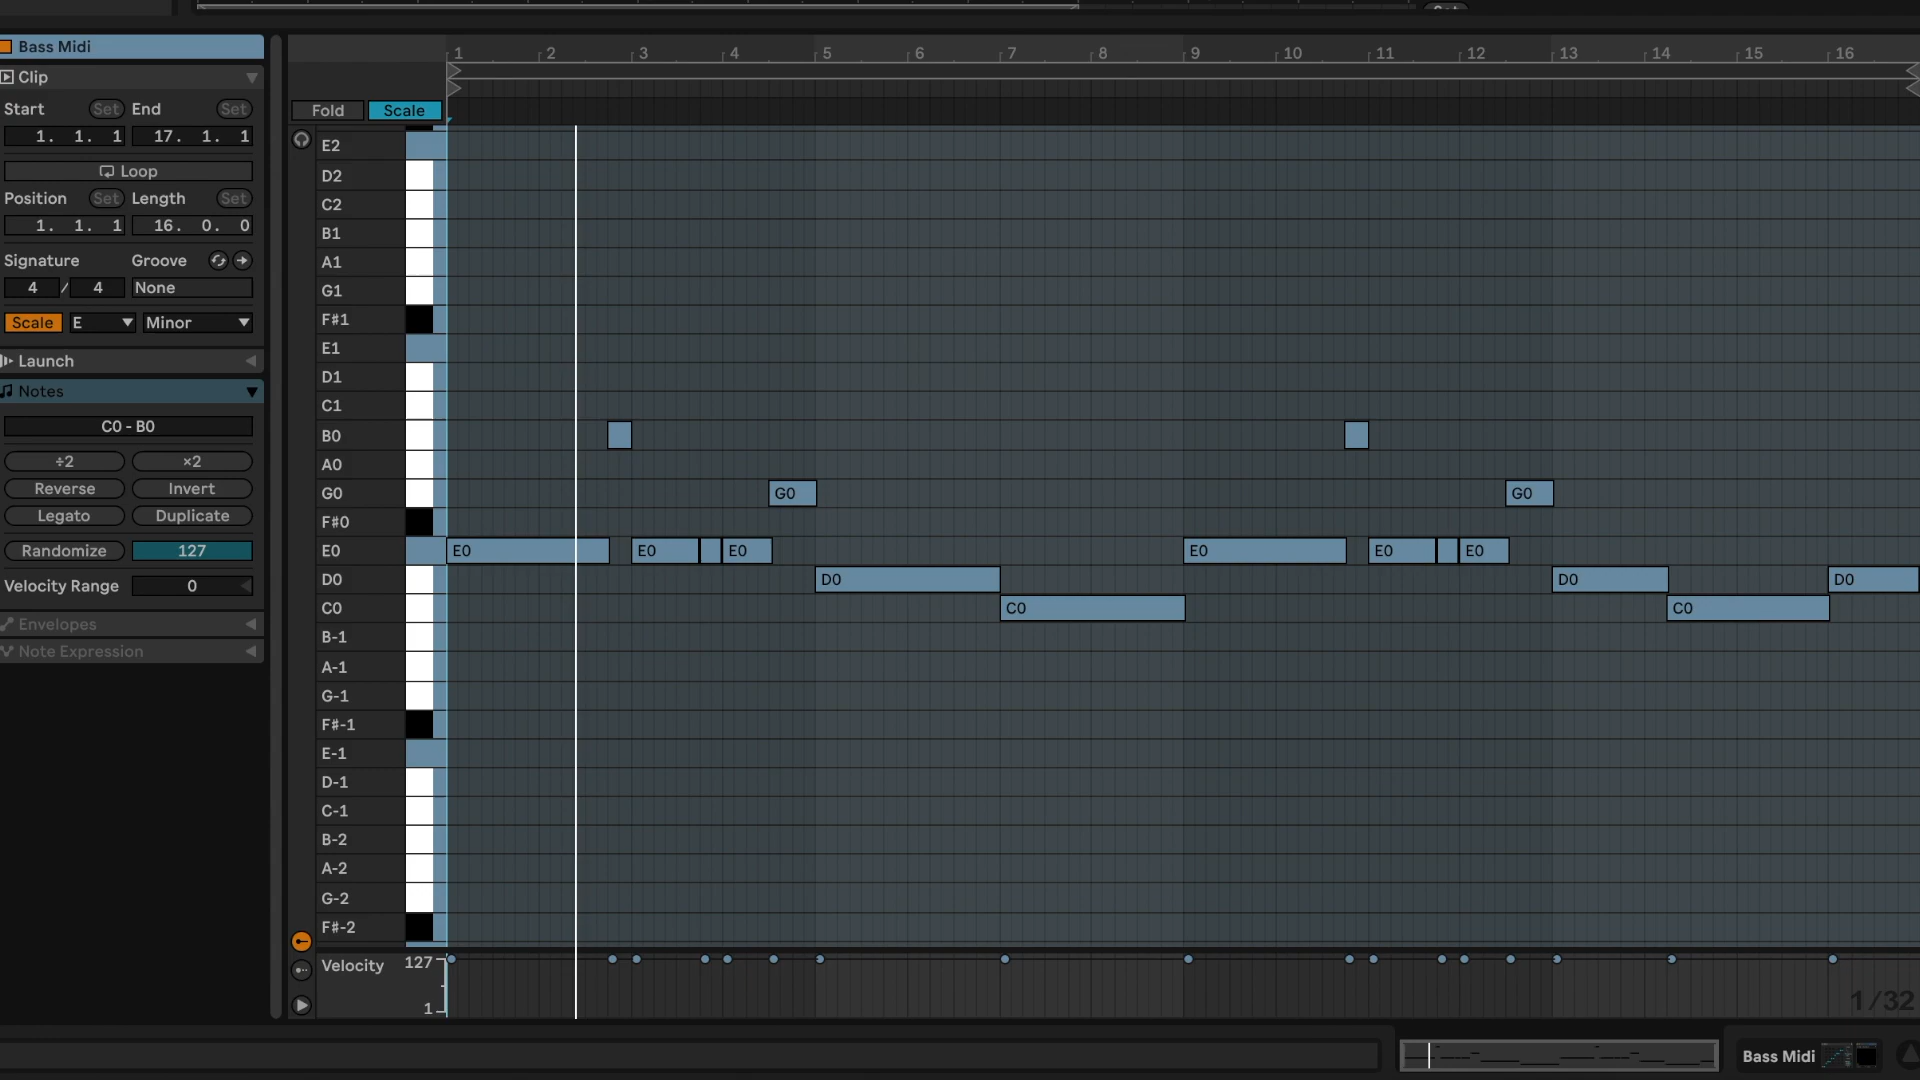 Set
Bass Midi
Clip
Start Set End Set
1. 1. 1 17. 1. 1
Loop
Position Set Length Set
1. 1. 1 16. 0. 0
Signature Groove
4 / 4 None
Scale E Minor
Launch
Notes
C0 - B0
÷2 ×2
Reverse Invert
Legato Duplicate
Randomize 127
Velocity Range 0
Envelopes
Note Expression
1 2 3 4 5 6 7 8 9 10 11 12 13 14 15 16
Fold Scale
E2
D2
C2
B1
A1
G1
F#1
E1
D1
C1
B0
A0
G0 G0 G0
F#0
E0 E0 E0 E0 E0 E0 E0
D0 D0 D0 D0
C0 C0 C0
B-1
A-1
G-1
F#-1
E-1
D-1
C-1
B-2
A-2
G-2
F#-2
Velocity 127
1
1/32
Bass Midi